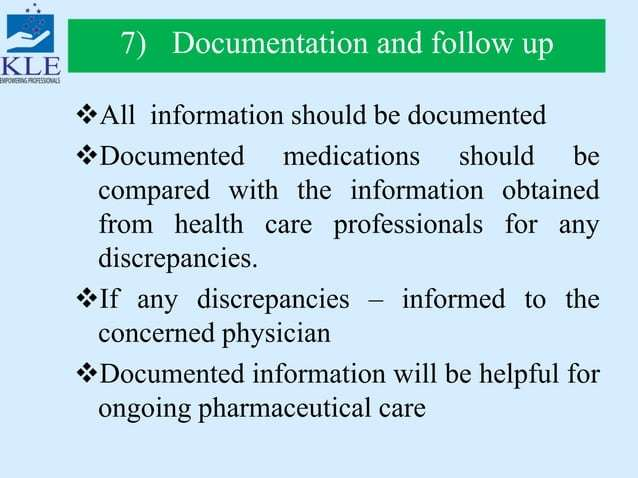 KLE
EMPOWERING PROFESSIONALS
7) Documentation and follow up
❖All information should be documented
❖Documented medications should be
compared with the information obtained
from health care professionals for any
discrepancies.
❖If any discrepancies – informed to the
concerned physician
❖Documented information will be helpful for
ongoing pharmaceutical care